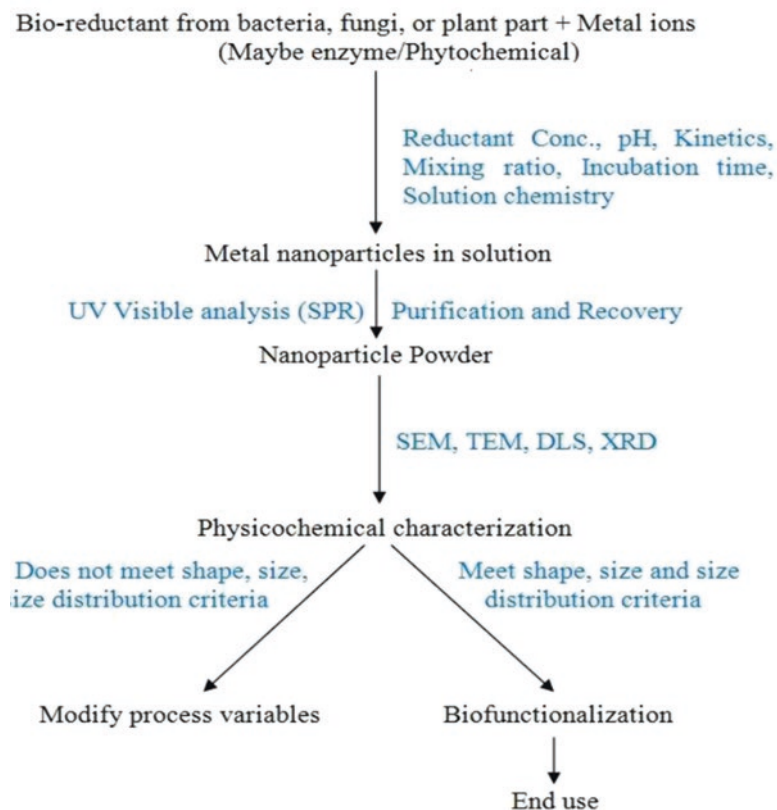 Bio-reductant from bacteria, fungi, or plant part + Metal ions
(Maybe enzyme/Phytochemical)
Reductant Conc., pH, Kinetics,
Mixing ratio, Incubation time,
Solution chemistry
Metal nanoparticles in solution
UV Visible analysis (SPR) Purification and Recovery
Nanoparticle Powder
SEM, TEM, DLS, XRD
Physicochemical characterization
Does not meet shape, size,
ize distribution criteria
Meet shape, size and size
distribution criteria
Modify process variables
Biofunctionalization
End use